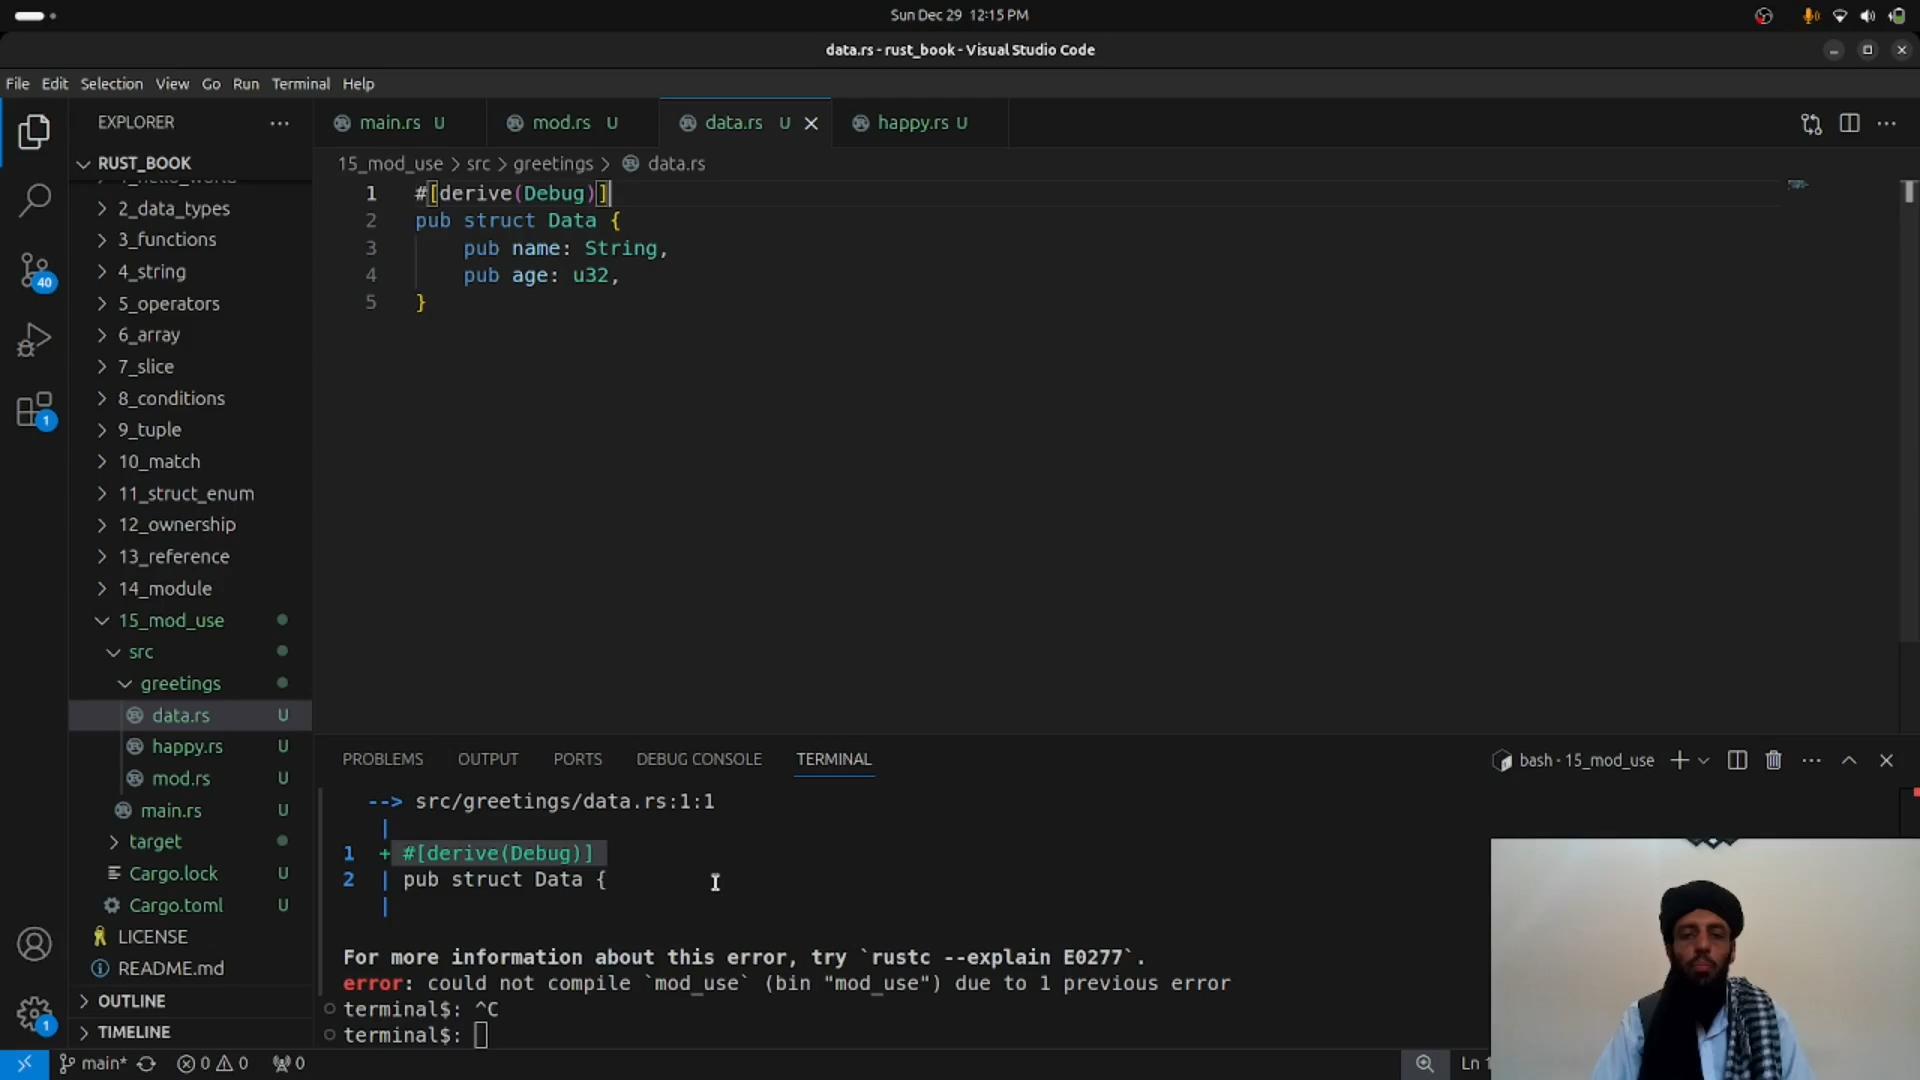 Sun Dec 29 12:15 PM
data.rs - rust_book - Visual Studio Code
File Edit Selection View Go Run Terminal Help
EXPLORER
RUST_BOOK
1_hello_world
2_data_types
3_functions
4_string
5_operators
6_array
7_slice
8_conditions
9_tuple
10_match
11_struct_enum
12_ownership
13_reference
14_module
15_mod_use
src
greetings
data.rs U
happy.rs U
mod.rs U
main.rs U
target
Cargo.lock U
Cargo.toml U
LICENSE
README.md
OUTLINE
TIMELINE
40
1
1
main.rs U mod.rs U data.rs U happy.rs U
15_mod_use > src > greetings > data.rs
1 #[derive(Debug)]
2 pub struct Data {
3 pub name: String,
4 pub age: u32,
5 }
PROBLEMS OUTPUT PORTS DEBUG CONSOLE TERMINAL
bash - 15_mod_use
--> src/greetings/data.rs:1:1
|
1 + #[derive(Debug)]
2 | pub struct Data {
|
For more information about this error, try `rustc --explain E0277`.
error: could not compile `mod_use` (bin "mod_use") due to 1 previous error
terminal$: ^C
terminal$:
main* 0 0 0
Ln 1